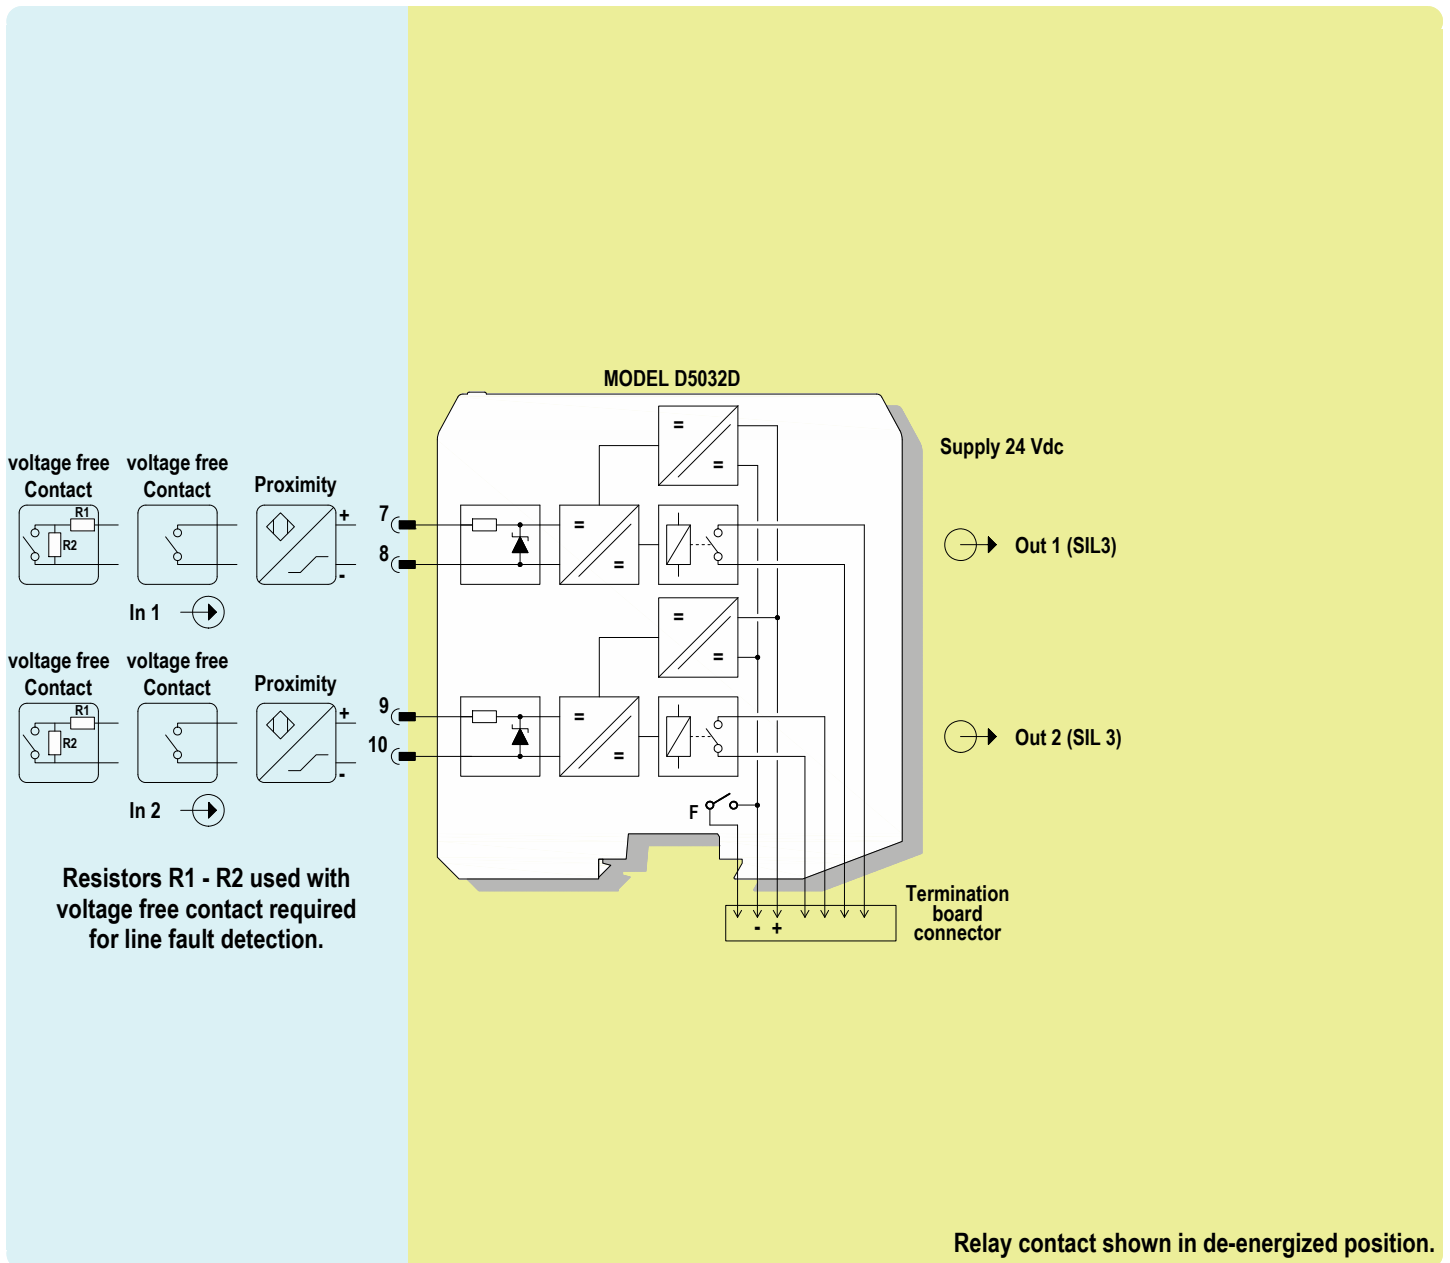 MODEL D5032D
Supply 24 Vdc
voltage free
Contact
voltage free
Contact
Proximity
R1
R2
+
-
7
8
=
=
=
=
Out 1 (SIL3)
In 1
voltage free
Contact
voltage free
Contact
Proximity
R1
R2
+
-
9
10
=
=
=
=
Out 2 (SIL 3)
In 2
F
Resistors R1 - R2 used with
voltage free contact required
for line fault detection.
- +
Termination
board
connector
Relay contact shown in de-energized position.